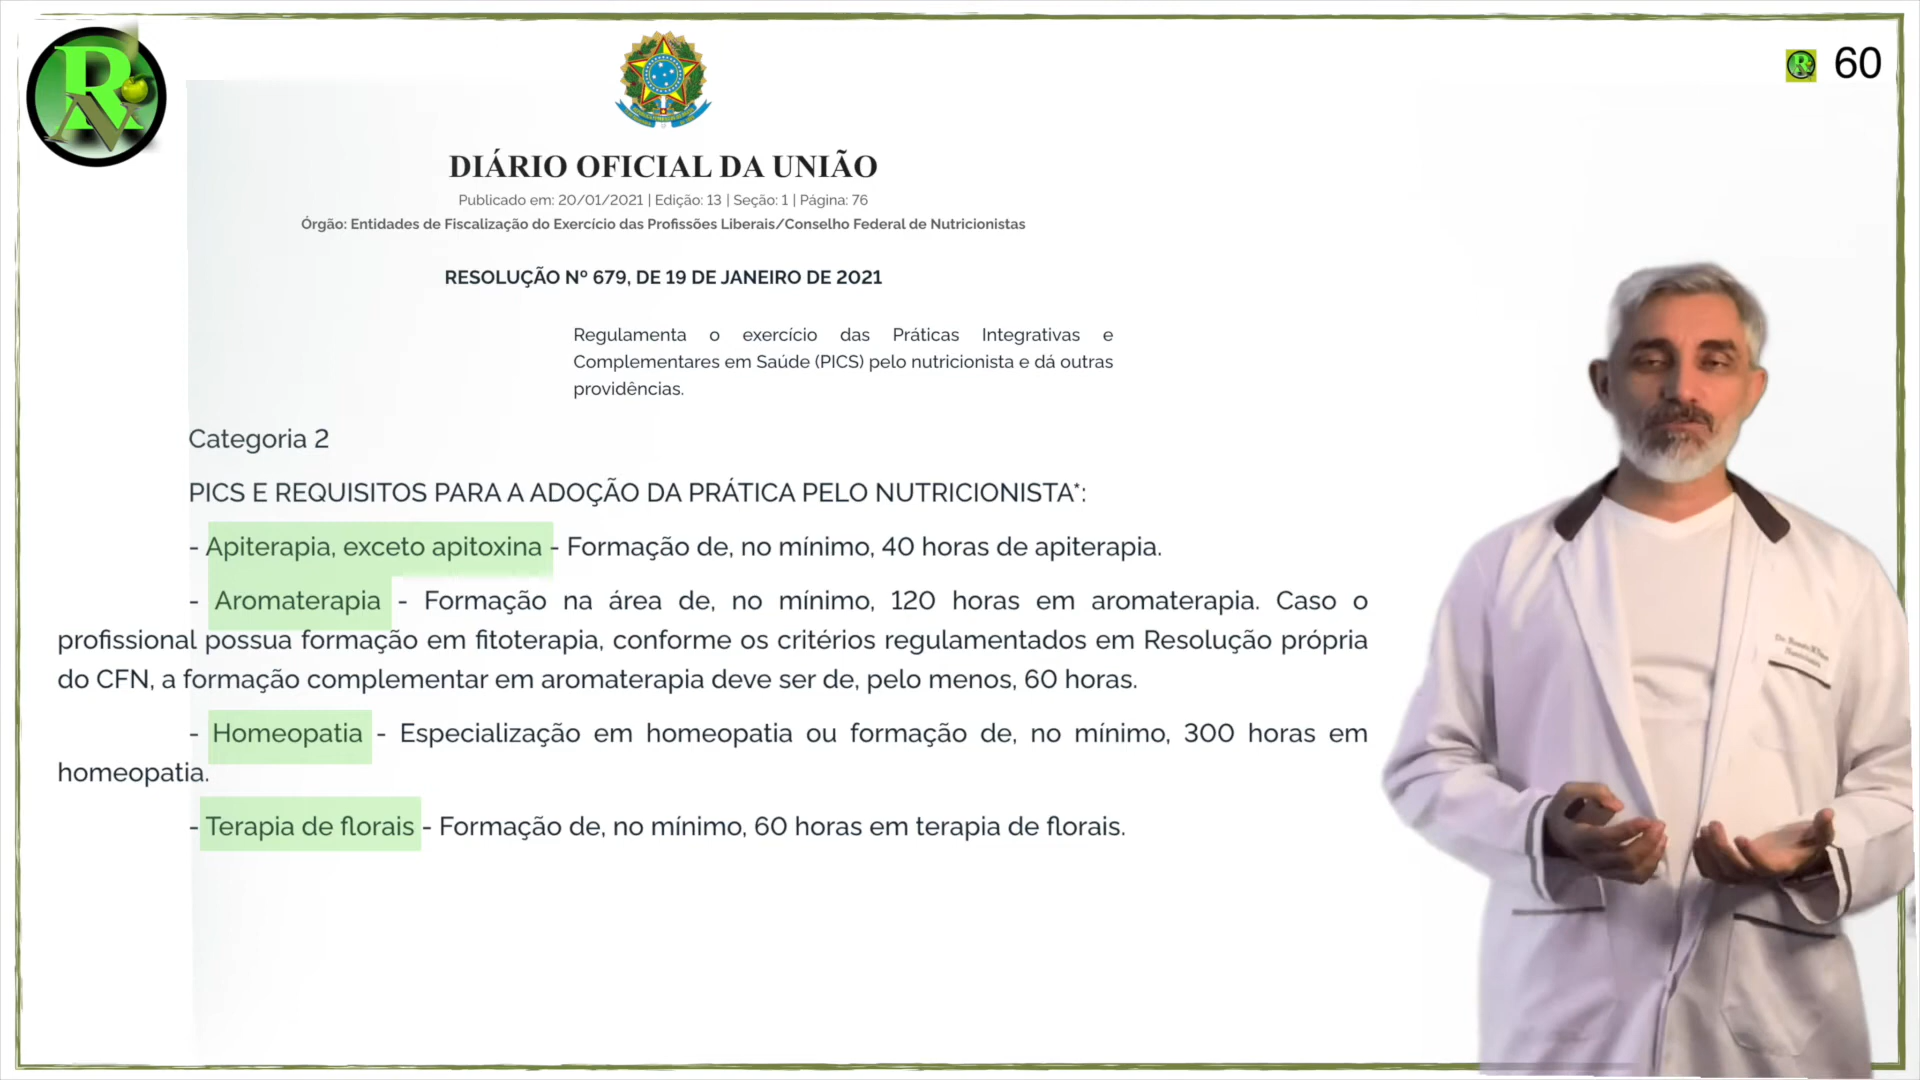 60
DIÁRIO OFICIAL DA UNIÃO
Publicado em: 20/01/2021 | Edição: 13 | Seção: 1 | Página: 76
Órgão: Entidades de Fiscalização do Exercício das Profissões Liberais/Conselho Federal de Nutricionistas
RESOLUÇÃO Nº 679, DE 19 DE JANEIRO DE 2021
Regulamenta o exercício das Práticas Integrativas e
Complementares em Saúde (PICS) pelo nutricionista e dá outras
providências.
Categoria 2
PICS E REQUISITOS PARA A ADOÇÃO DA PRÁTICA PELO NUTRICIONISTA*:
- Apiterapia, exceto apitoxina - Formação de, no mínimo, 40 horas de apiterapia.
- Aromaterapia - Formação na área de, no mínimo, 120 horas em aromaterapia. Caso o
profissional possua formação em fitoterapia, conforme os critérios regulamentados em Resolução própria
do CFN, a formação complementar em aromaterapia deve ser de, pelo menos, 60 horas.
- Homeopatia - Especialização em homeopatia ou formação de, no mínimo, 300 horas em
homeopatia.
- Terapia de florais - Formação de, no mínimo, 60 horas em terapia de florais.